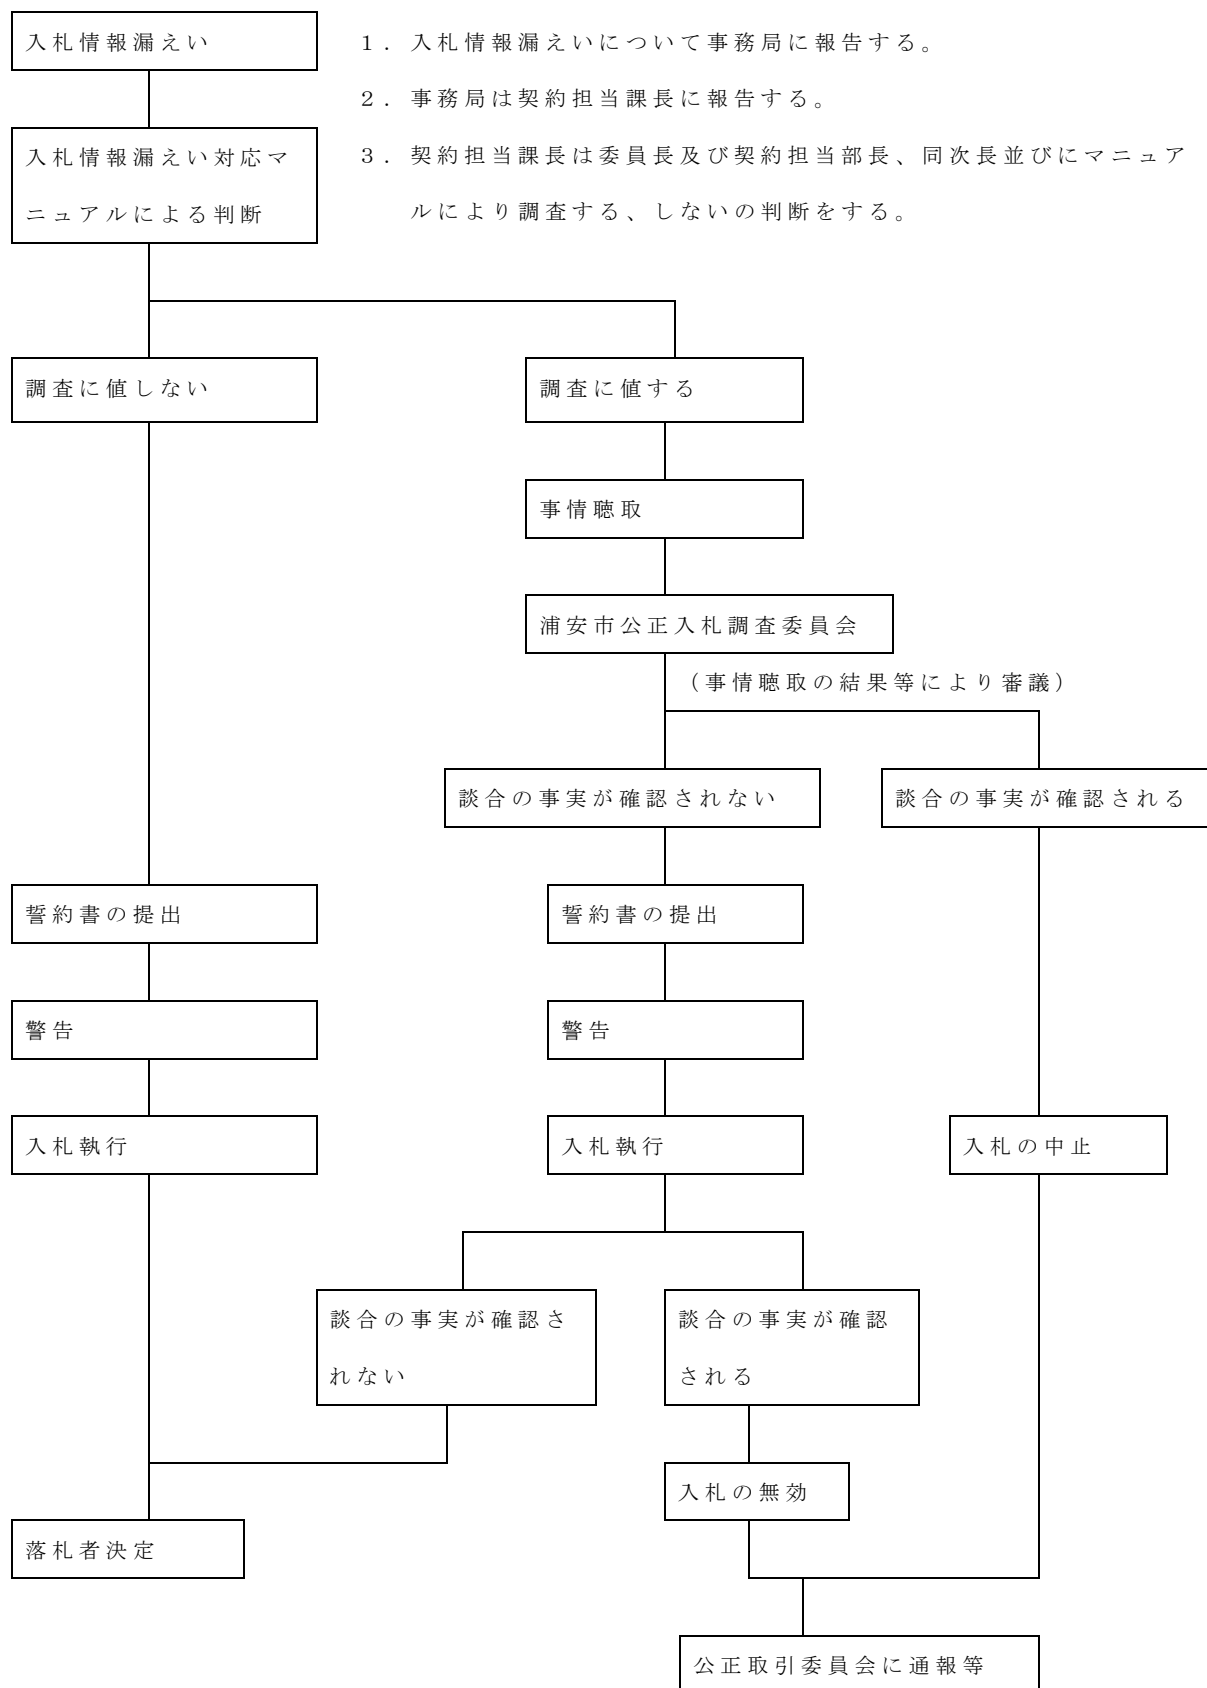 入札情報漏えい
１．入札情報漏えいについて事務局に報告する。
２．事務局は契約担当課長に報告する。
入札情報漏えい対応マ
ニュアルによる判断
３．契約担当課長は委員長及び契約担当部長、同次長並びにマニュア
ルにより調査する、しないの判断をする。
調査に値しない
調査に値する
事情聴取
浦安市公正入札調査委員会
（事情聴取の結果等により審議）
談合の事実が確認されない
談合の事実が確認される
誓約書の提出
誓約書の提出
警告
警告
入札執行
入札執行
入札の中止
談合の事実が確認さ
れない
談合の事実が確認
される
入札の無効
落札者決定
公正取引委員会に通報等